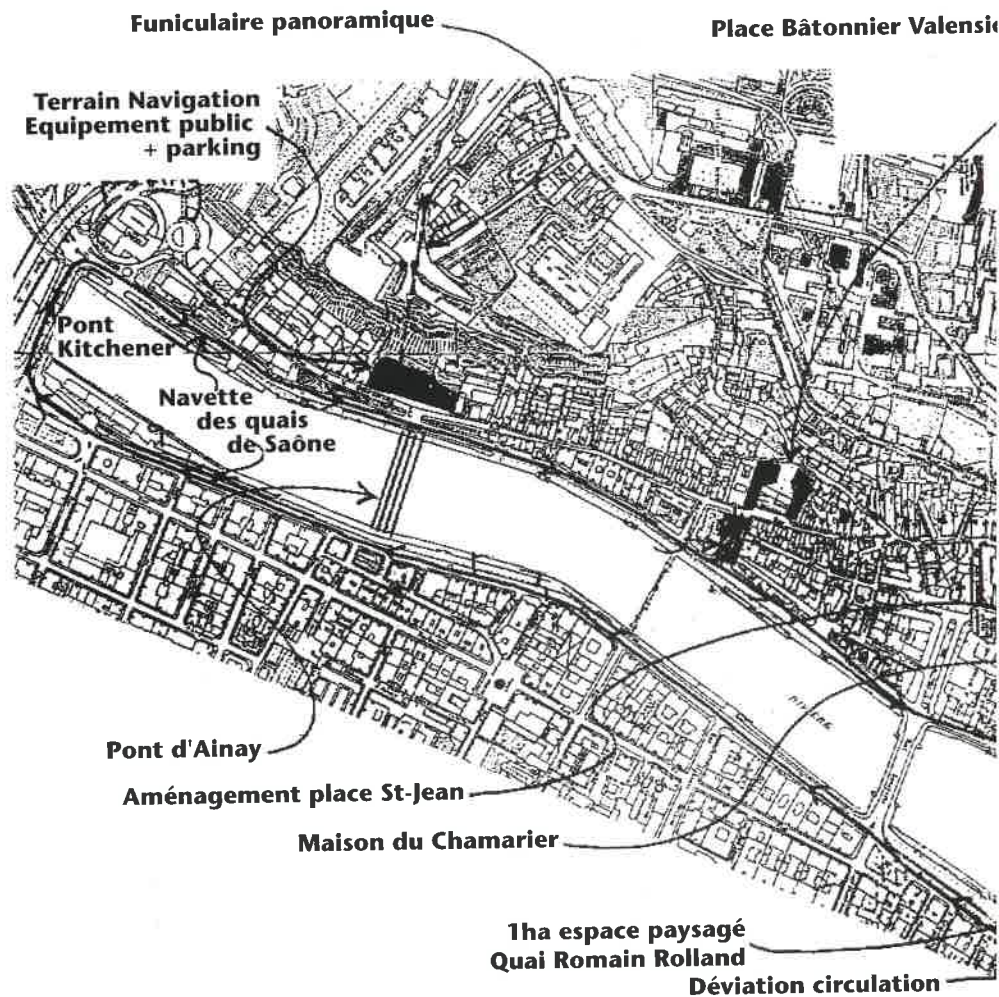 Funiculaire panoramique
Place Bâtonnier
Terrain Navigation
Equipement public
+ parking
Pont
Kitchener
Navette
des quais
de Saône
RIVIERE
Pont d'Ainay
Aménagement place St-Jean
Maison du Chamarier
1ha espace paysagé
Quai Romain Rolland
Déviation circulation